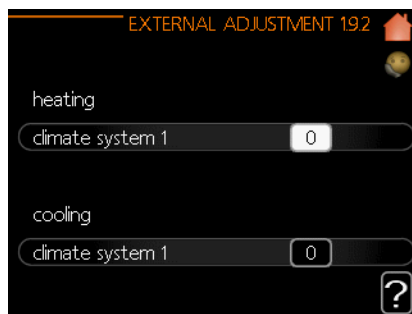 EXTERNAL ADJUSTMENT 1.9.2
heating
climate system 1 0
cooling
climate system 1 0
?